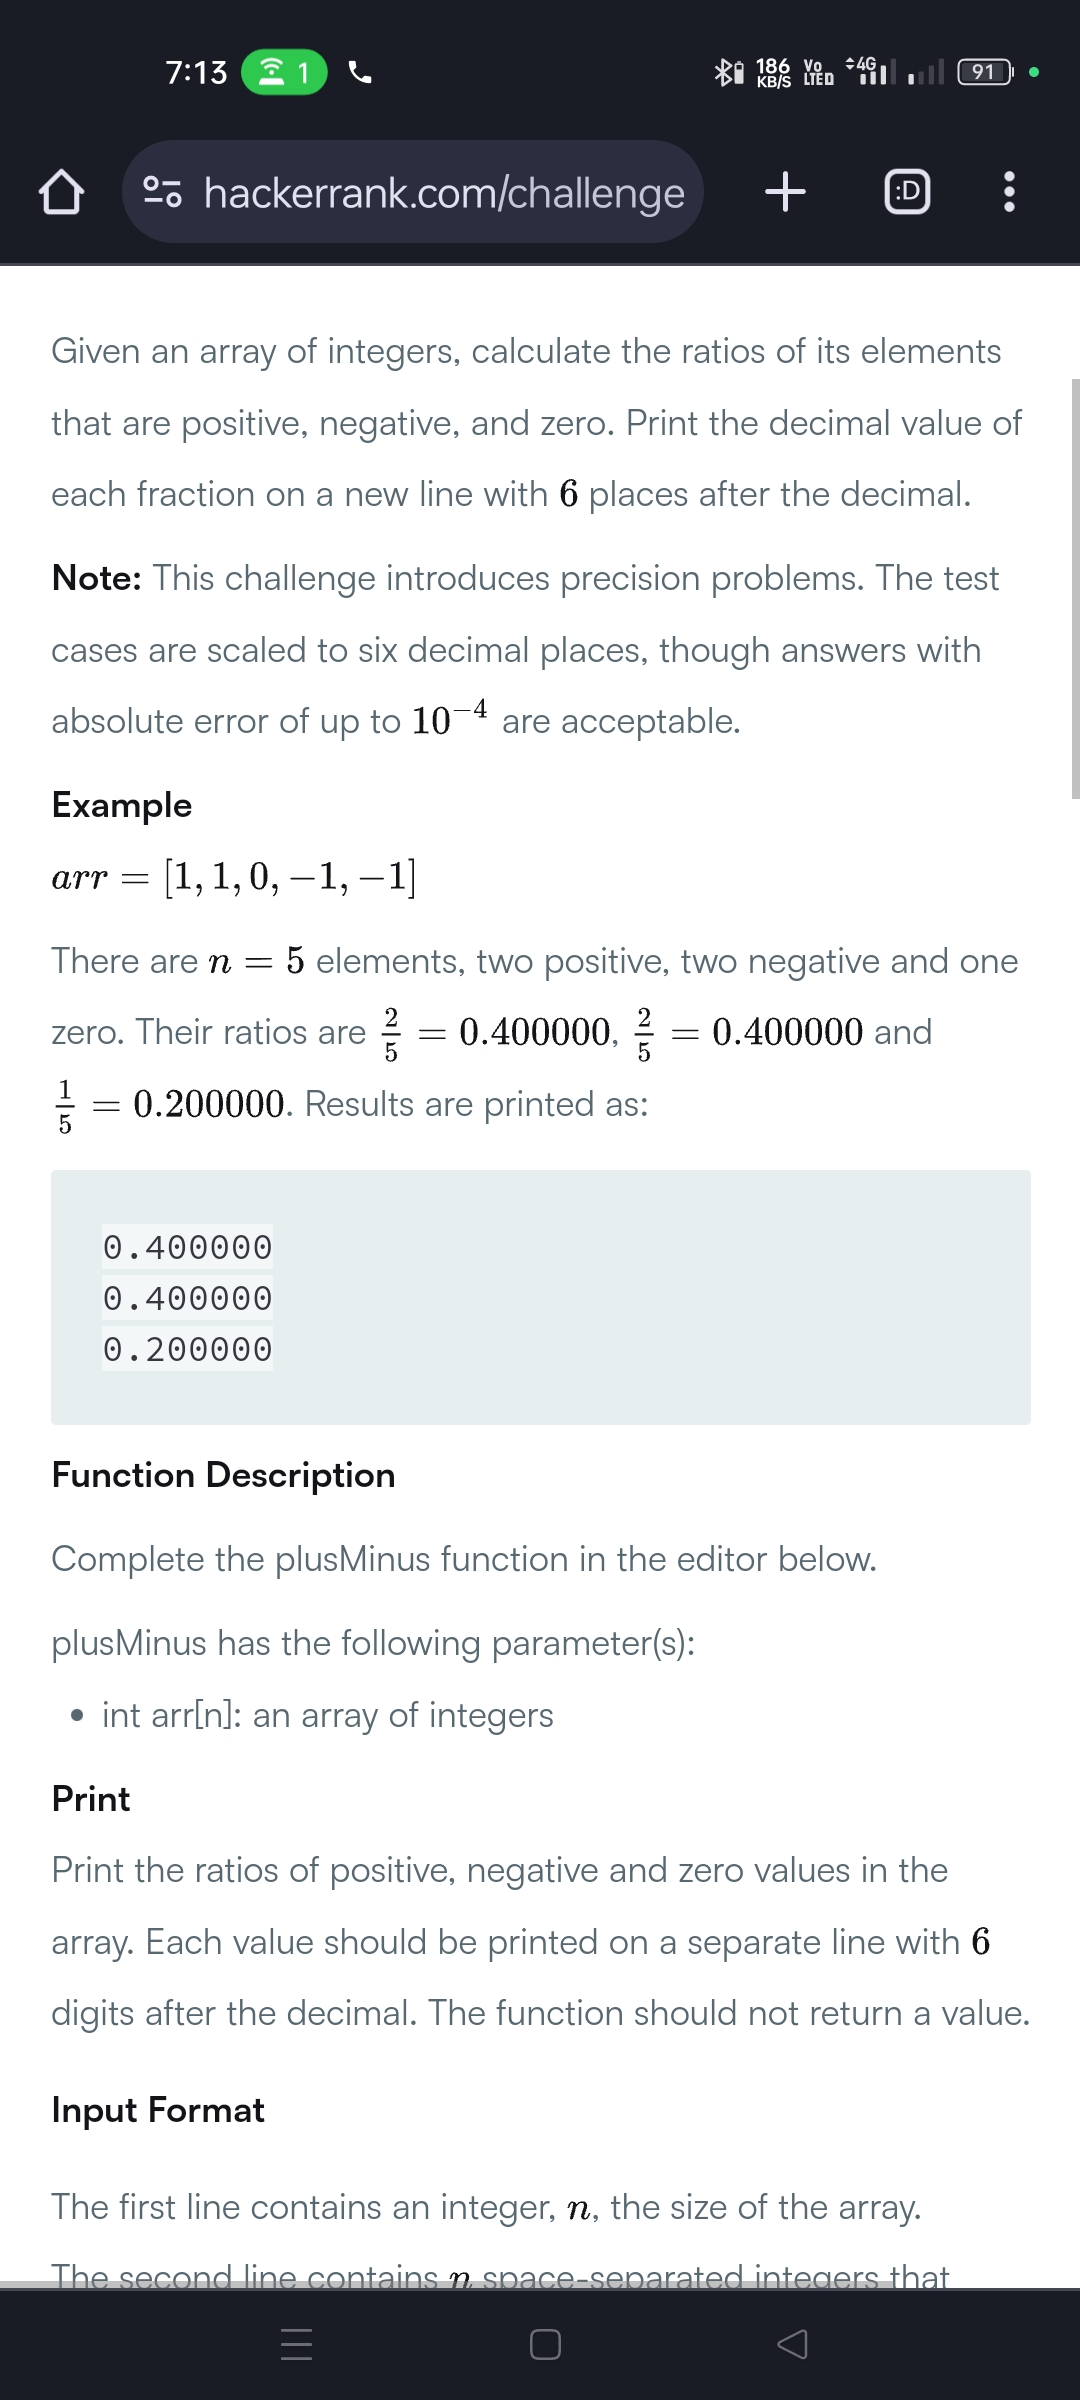 7:13 1 186 KB/S Vo LTE 4G 91
hackerrank.com/challenge :D
Given an array of integers, calculate the ratios of its elements
that are positive, negative, and zero. Print the decimal value of
each fraction on a new line with 6 places after the decimal.
Note: This challenge introduces precision problems. The test
cases are scaled to six decimal places, though answers with
absolute error of up to 10⁻⁴ are acceptable.
Example
arr = [1, 1, 0, −1, −1]
There are n = 5 elements, two positive, two negative and one
zero. Their ratios are 2/5 = 0.400000, 2/5 = 0.400000 and
1/5 = 0.200000. Results are printed as:
0.400000
0.400000
0.200000
Function Description
Complete the plusMinus function in the editor below.
plusMinus has the following parameter(s):
• int arr[n]: an array of integers
Print
Print the ratios of positive, negative and zero values in the
array. Each value should be printed on a separate line with 6
digits after the decimal. The function should not return a value.
Input Format
The first line contains an integer, n, the size of the array.
The second line contains n space-separated integers that